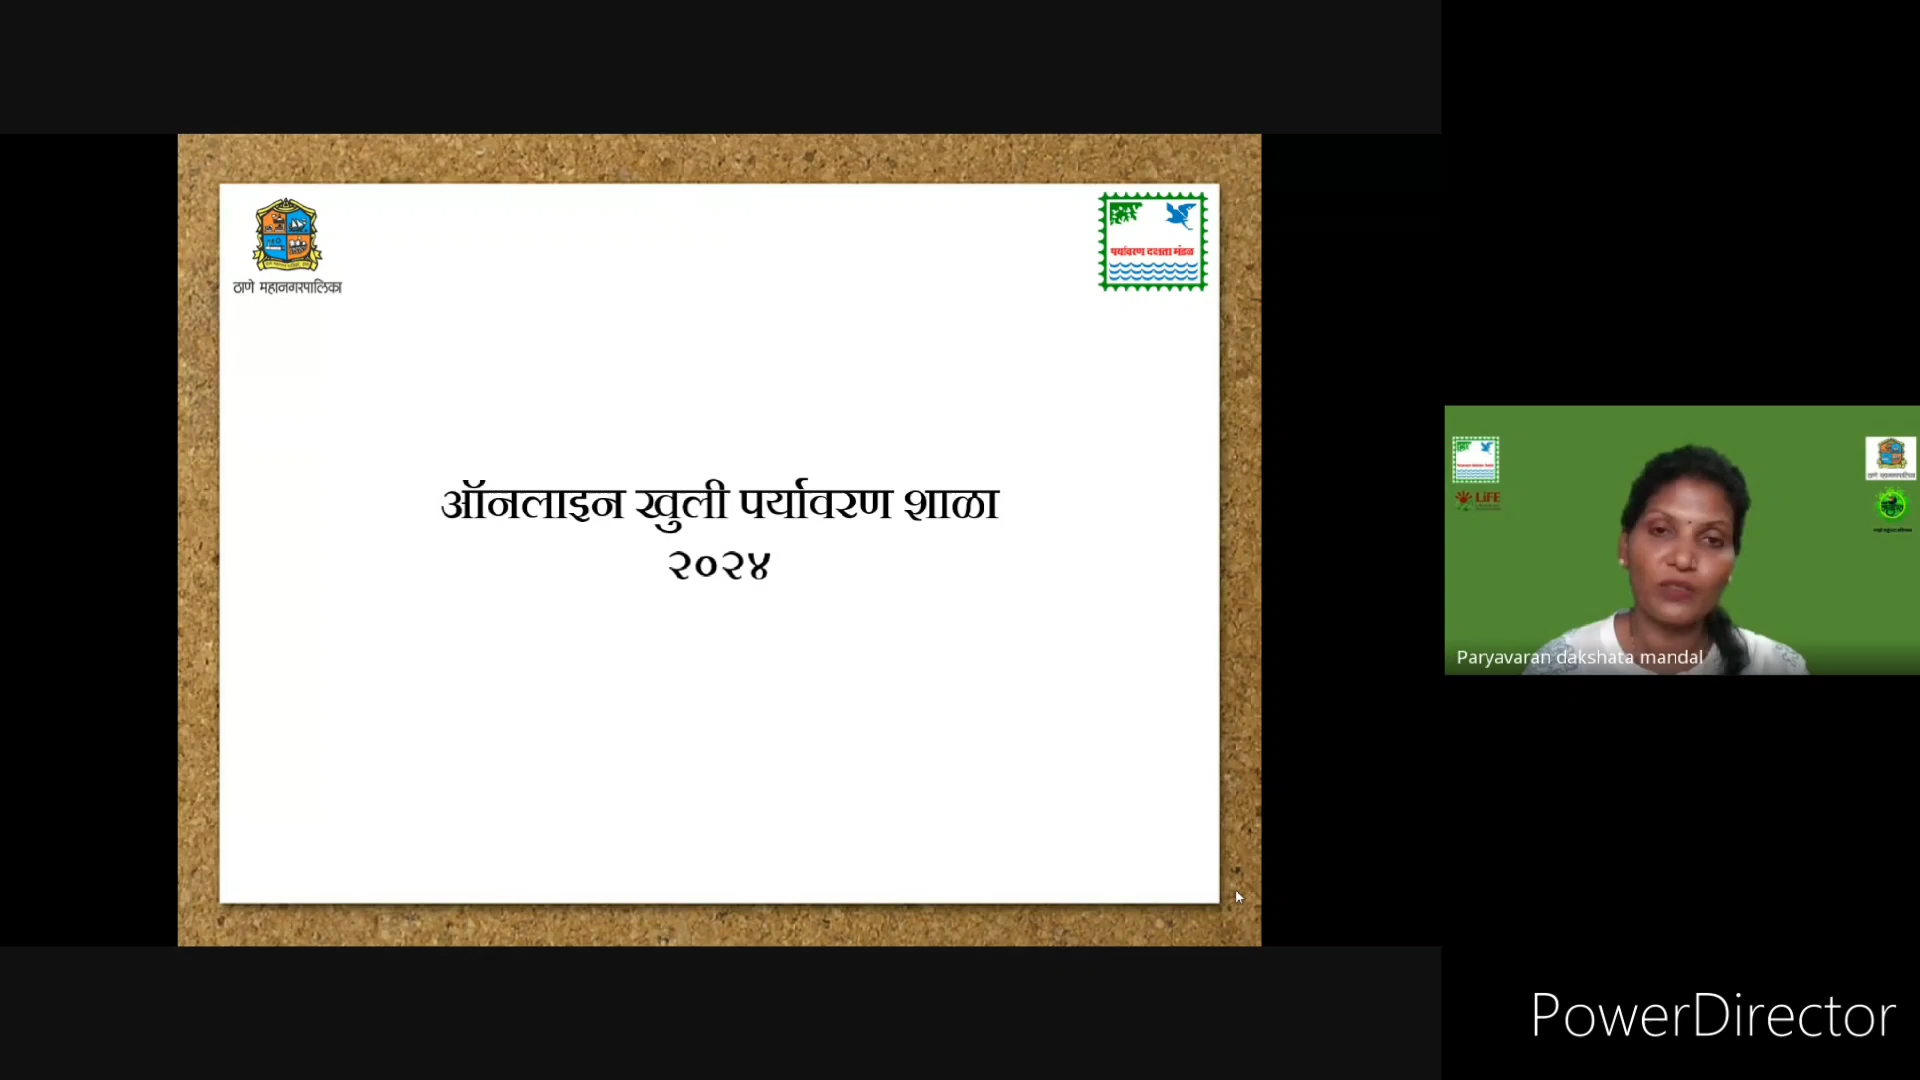 ठाणे महानगरपालिका
पर्यावरण दक्षता मंडळ
ऑनलाइन खुली पर्यावरण शाळा
२०२४
LiFE
Paryavaran dakshata mandal
PowerDirector